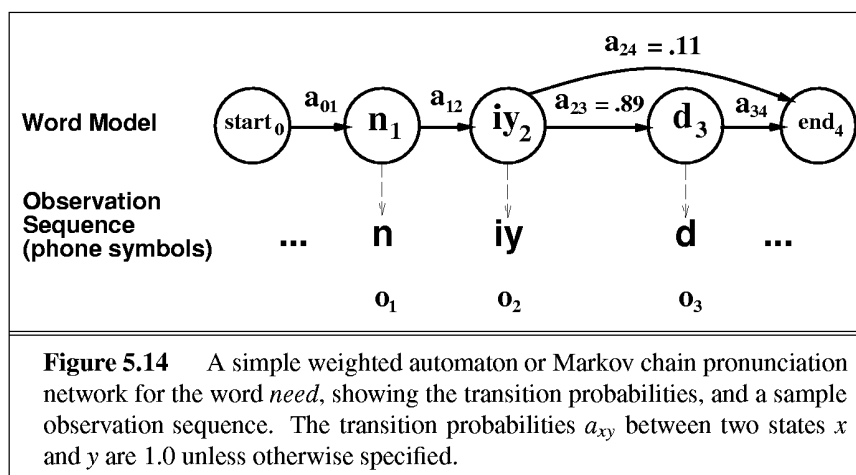 a24 = .11
Word Model start0 a01 n1 a12 iy2 a23 = .89 d3 a34 end4
Observation
Sequence
(phone symbols) ... n iy d ...
o1 o2 o3
Figure 5.14 A simple weighted automaton or Markov chain pronunciation
network for the word need, showing the transition probabilities, and a sample
observation sequence. The transition probabilities axy between two states x
and y are 1.0 unless otherwise specified.